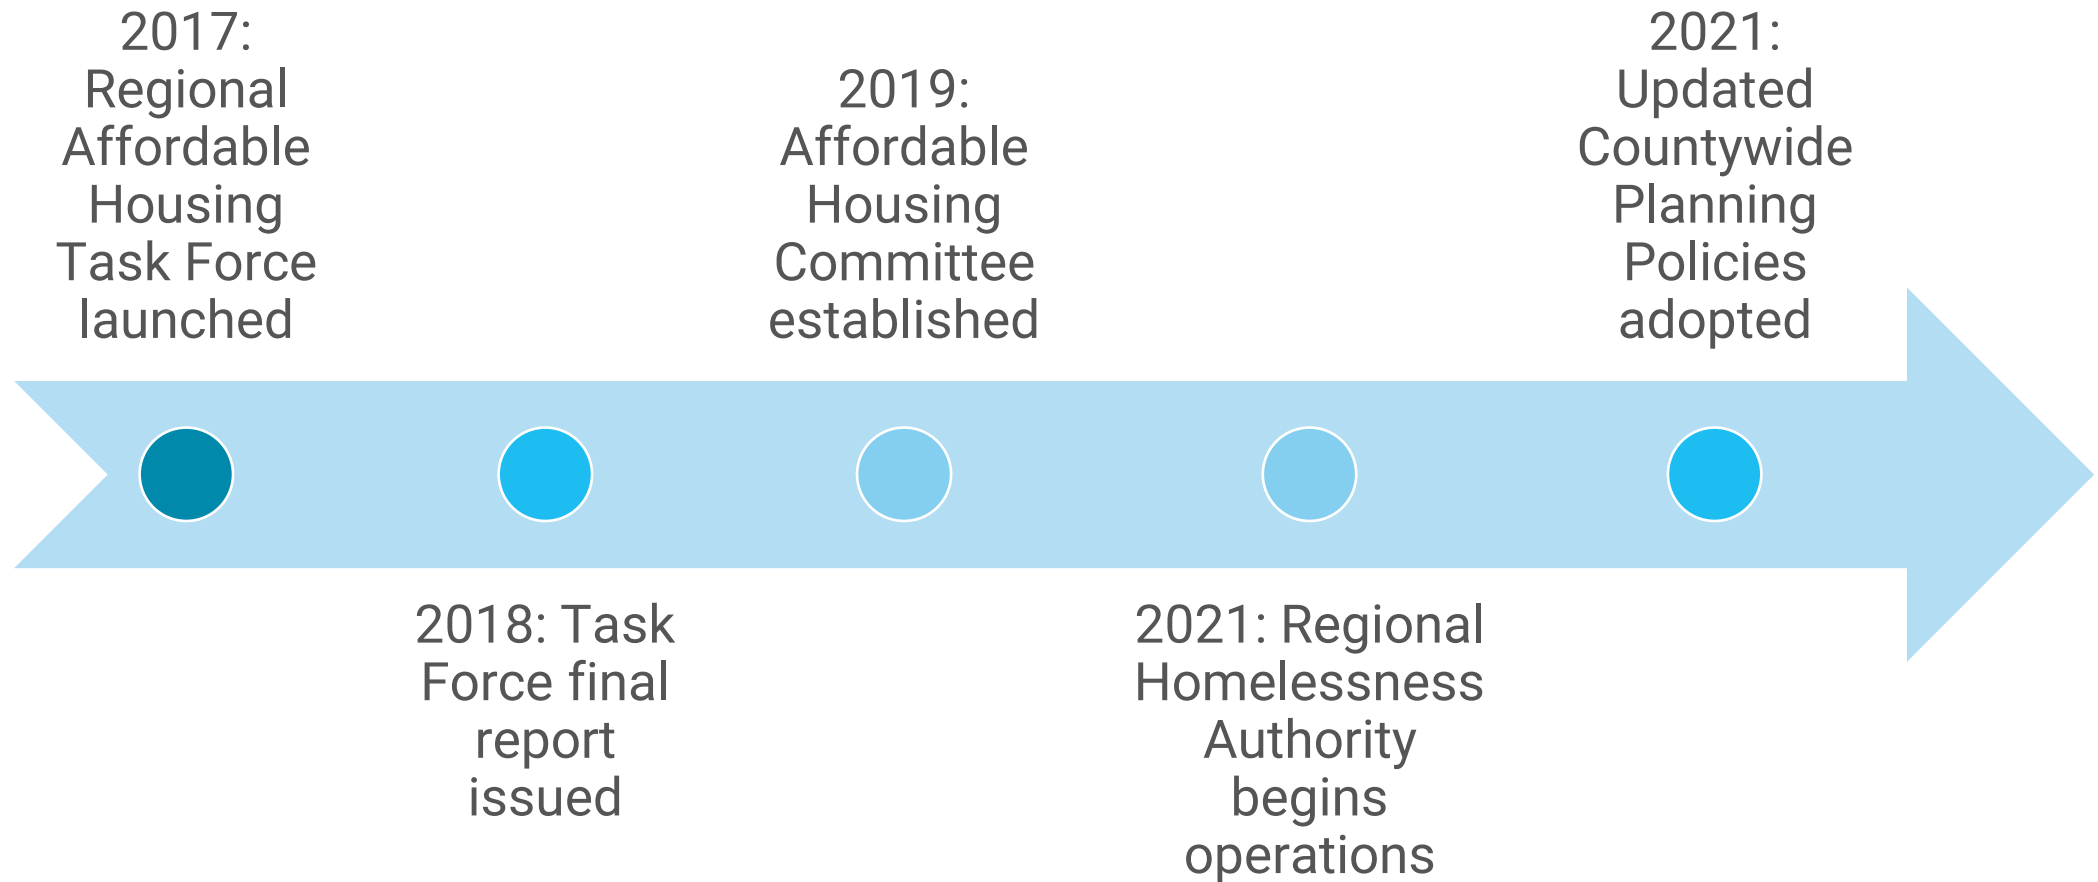 2017:
Regional
Affordable
Housing
Task Force
launched
2018: Task
Force final
report
issued
2019:
Affordable
Housing
Committee
established
2021: Regional
Homelessness
Authority
begins
operations
2021:
Updated
Countywide
Planning
Policies
adopted